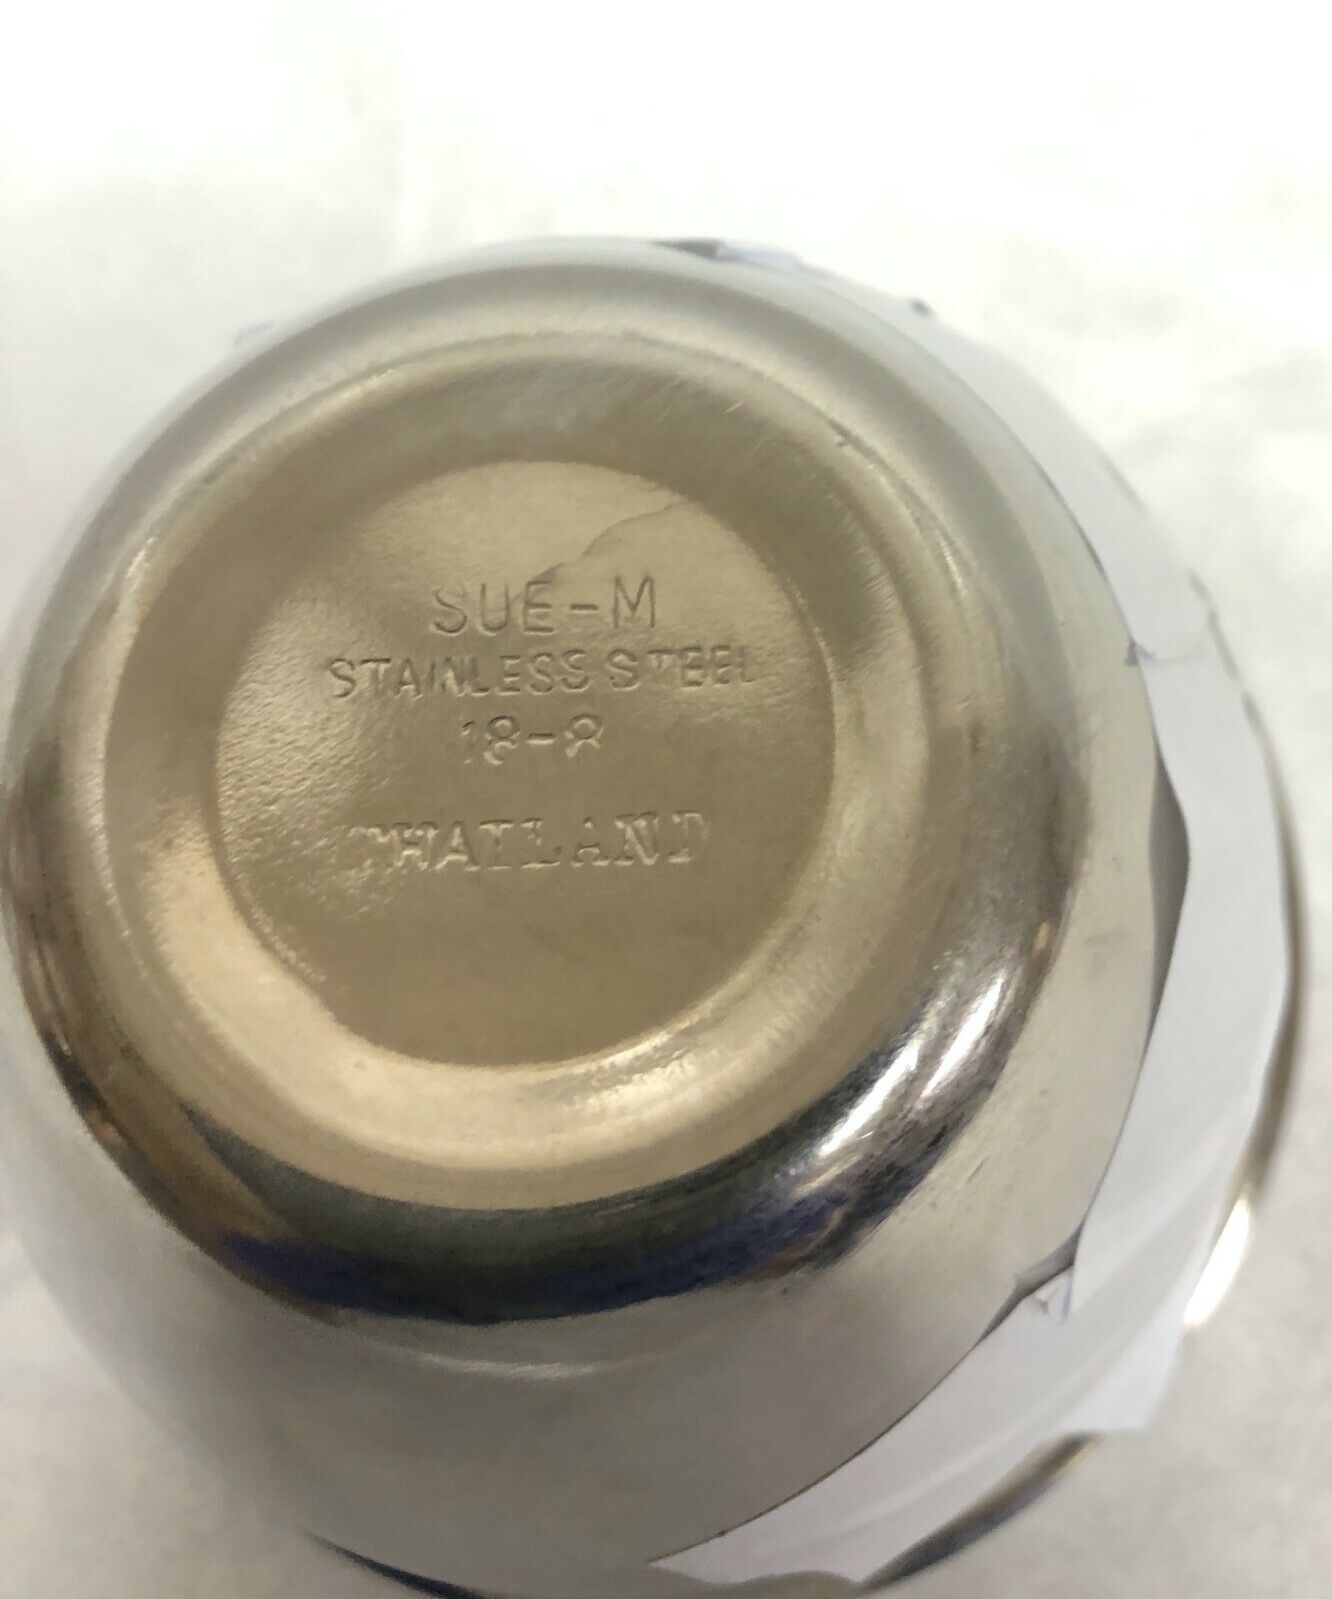 SUE-M
STAINLESS STEEL
18-8
THAILAND